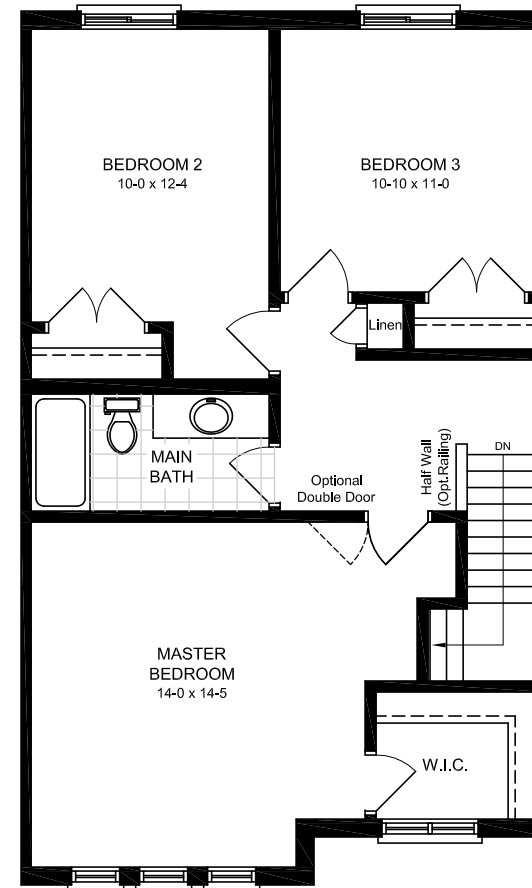 BEDROOM 2
10-0 x 12-4
BEDROOM 3
10-10 x 11-0
Linen
MAIN
BATH
Optional
Double Door
Half Wall
(Opt.Railing)
DN
MASTER
BEDROOM
14-0 x 14-5
W.I.C.